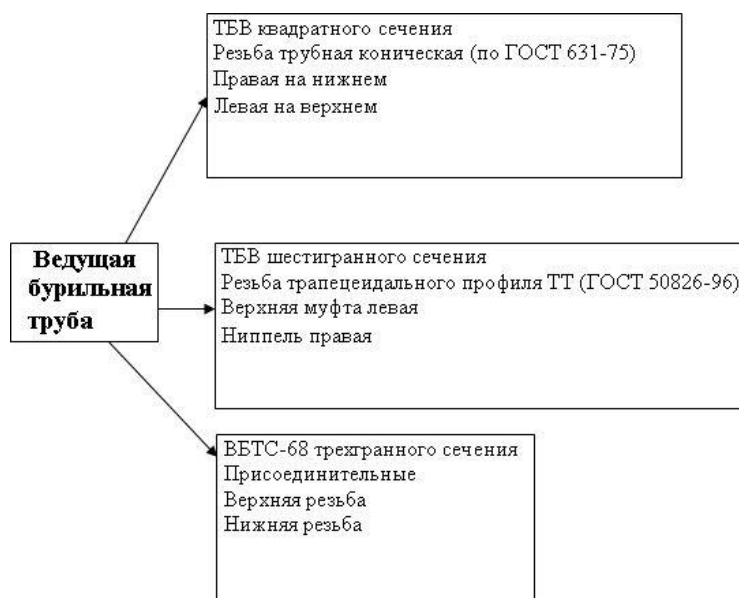 ТБВ квадратного сечения
Резьба трубная коническая (по ГОСТ 631-75)
Правая на нижнем
Левая на верхнем
Ведущая
бурильная
труба
ТБВ шестигранного сечения
Резьба трапецеидального профиля ТТ (ГОСТ 50826-96)
Верхняя муфта левая
Ниппель правая
ВБТС-68 трехгранного сечения
Присоединительные
Верхняя резьба
Нижняя резьба